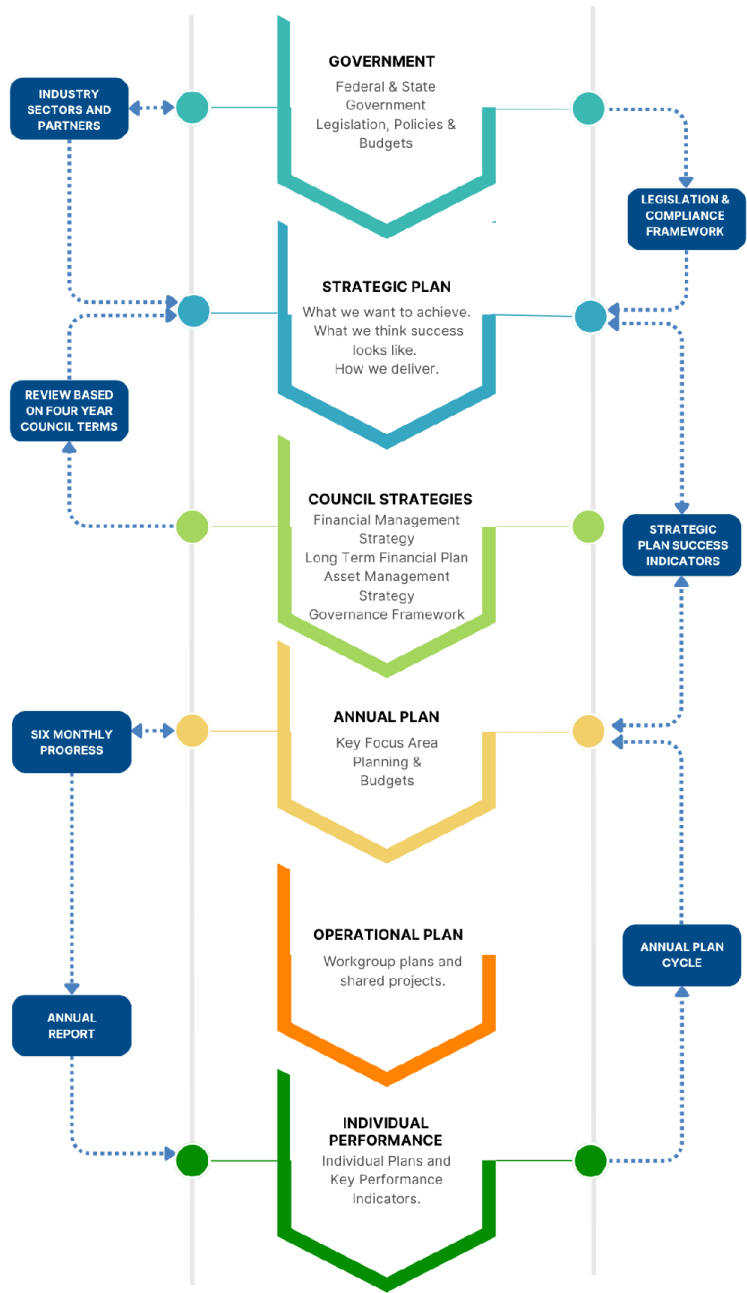 GOVERNMENT
Federal & State
Government
Legislation, Policies &
Budgets
INDUSTRY
SECTORS AND
PARTNERS
LEGISLATION &
COMPLIANCE
FRAMEWORK
STRATEGIC PLAN
What we want to achieve.
What we think success
looks like.
How we deliver.
REVIEW BASED
ON FOUR YEAR
COUNCIL TERMS
COUNCIL STRATEGIES
Financial Management
Strategy
Long Term Financial Plan
Asset Management
Strategy
Governance Framework
STRATEGIC
PLAN SUCCESS
INDICATORS
ANNUAL PLAN
Key Focus Area
Planning &
Budgets
SIX MONTHLY
PROGRESS
OPERATIONAL PLAN
Workgroup plans and
shared projects.
ANNUAL PLAN
CYCLE
ANNUAL
REPORT
INDIVIDUAL
PERFORMANCE
Individual Plans and
Key Performance
Indicators.